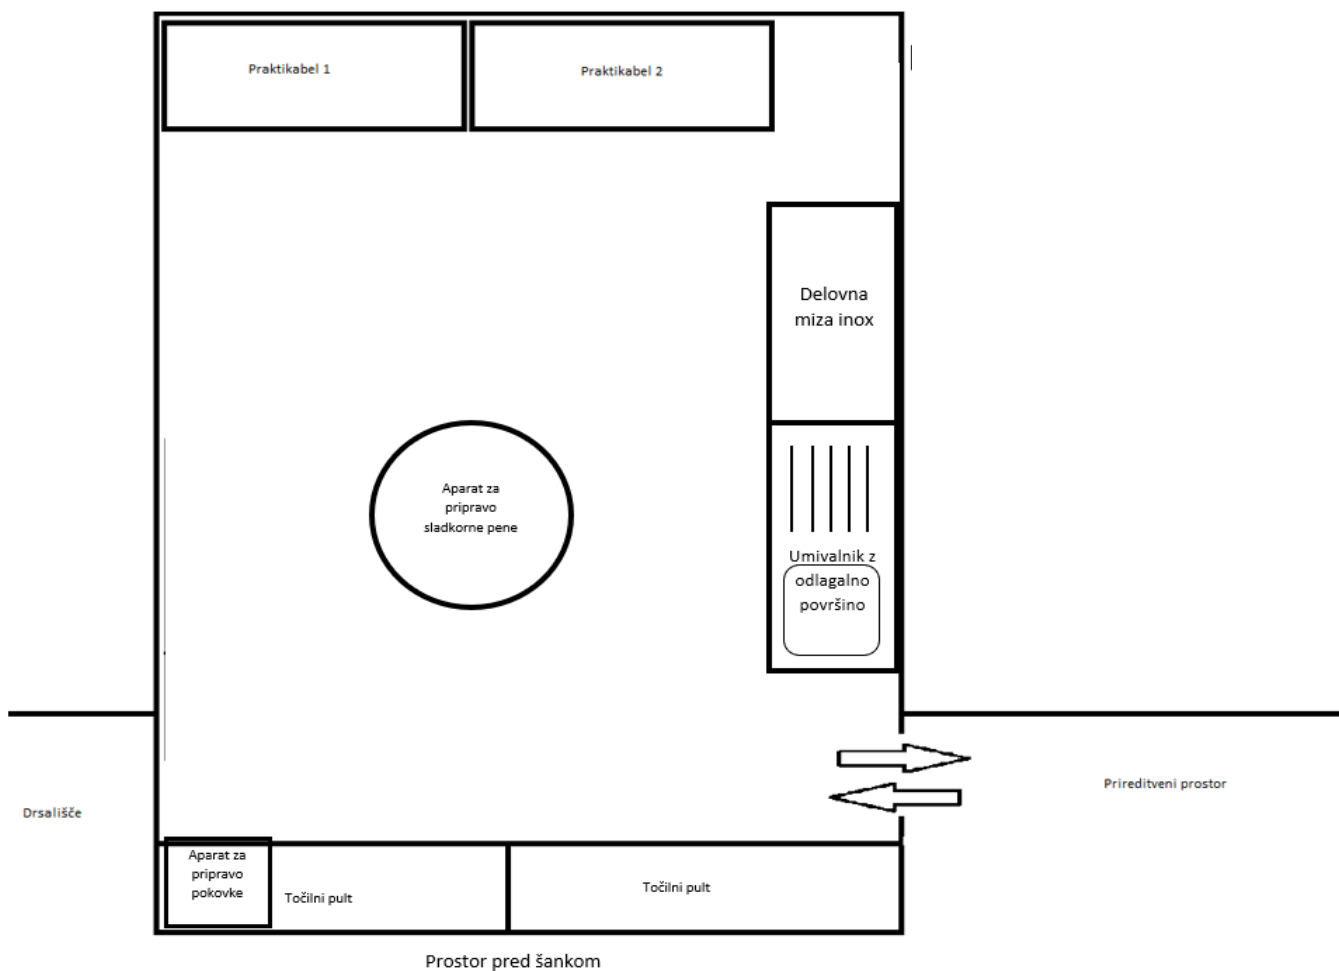 Praktikabel 1
Praktikabel 2
Delovna
miza inox
Aparat za
pripravo
sladkorne pene
Umivalnik z
odlagalno
površino
Drsališče
Prireditveni prostor
Aparat za
pripravo
pokovke
Točilni pult
Točilni pult
Prostor pred šankom